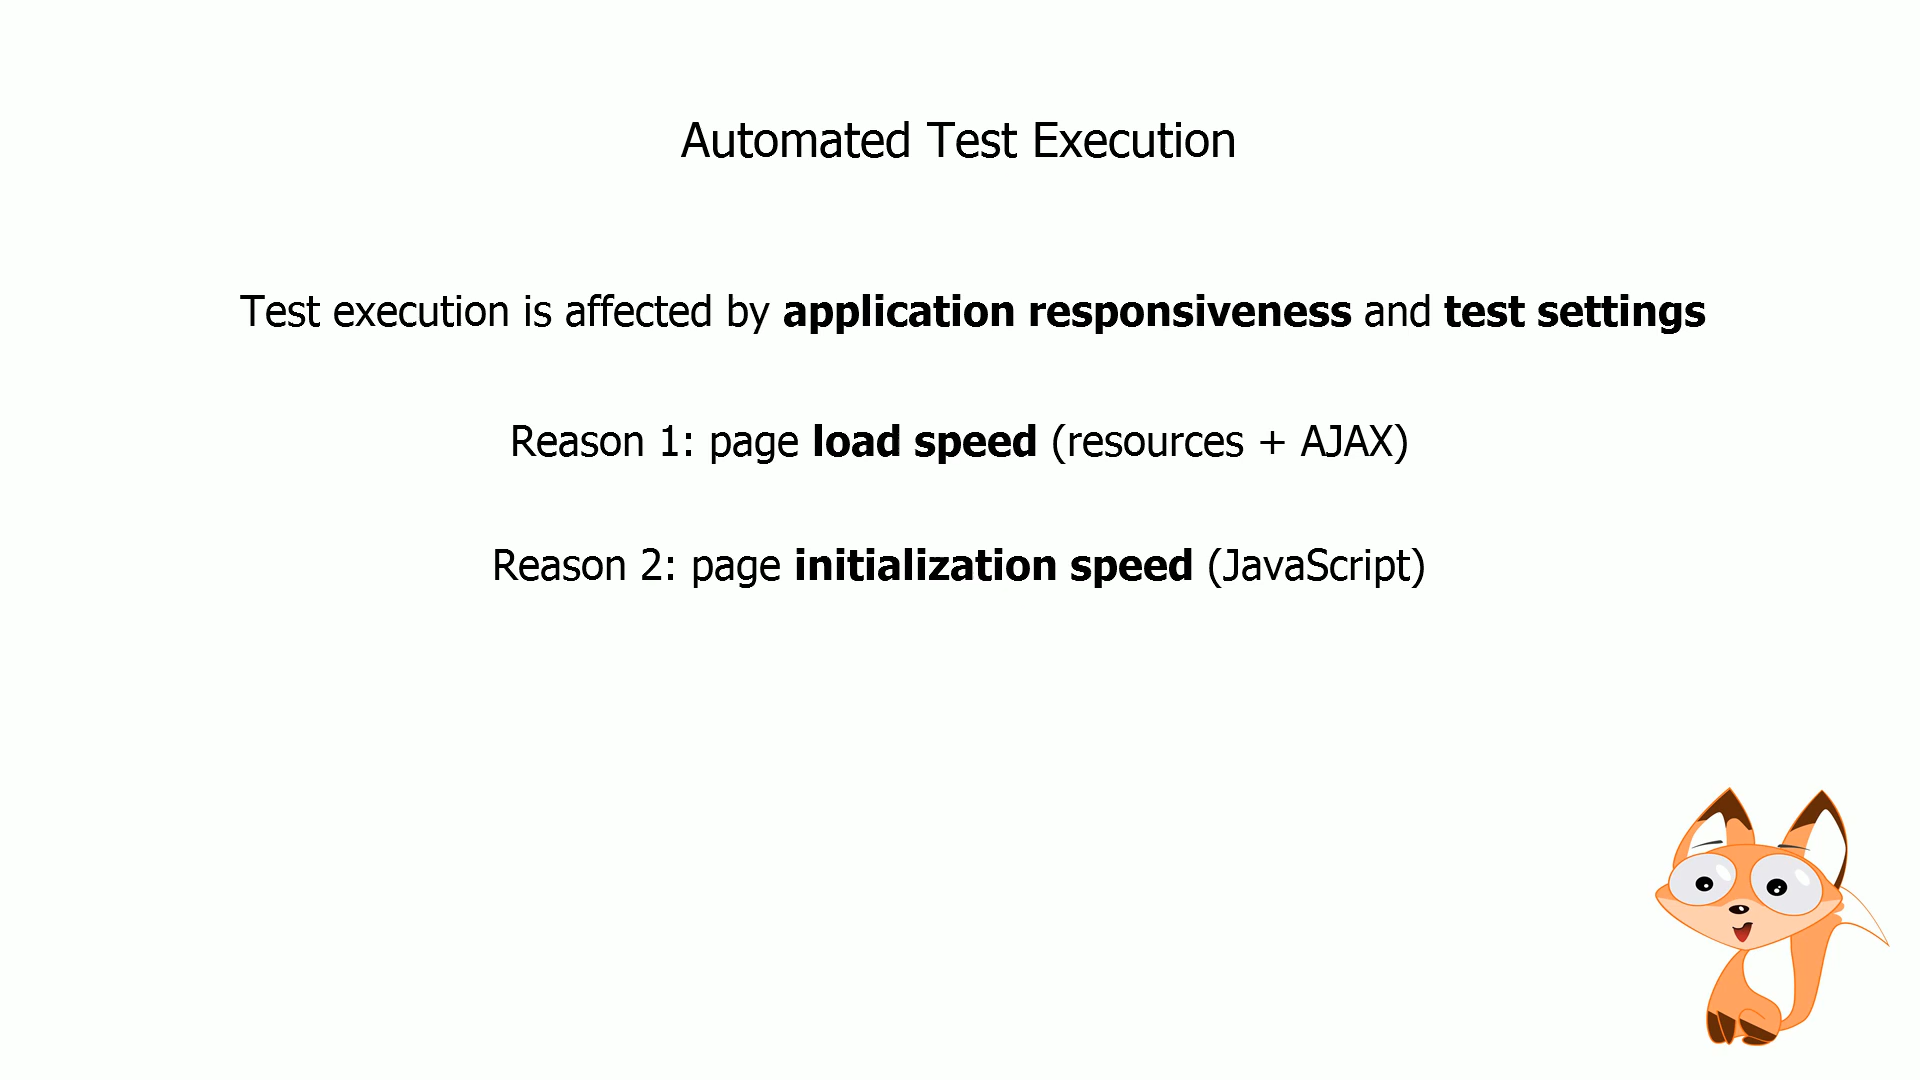 Automated Test Execution
Test execution is affected by application responsiveness and test settings
Reason 1: page load speed (resources + AJAX)
Reason 2: page initialization speed (JavaScript)